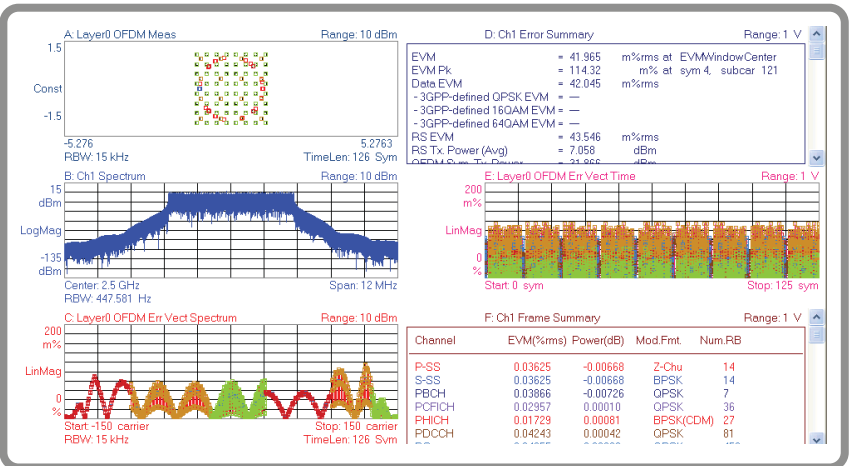 A: Layer0 OFDM Meas Range: 10 dBm
1.5
Const
-1.5
-5.276 5.2763
RBW: 15 kHz TimeLen: 126 Sym
D: Ch1 Error Summary Range: 1 V
EVM = 41.965 m%rms at EVMWindowCenter
EVM Pk = 114.32 m% at sym 4, subcar 121
Data EVM = 42.045 m%rms
- 3GPP-defined QPSK EVM = —
- 3GPP-defined 16QAM EVM = —
- 3GPP-defined 64QAM EVM = —
RS EVM = 43.546 m%rms
RS Tx. Power (Avg) = 7.058 dBm
OFDM Sym. Tx. Power = 31.866 dBm
B: Ch1 Spectrum Range: 10 dBm
15
dBm
LogMag
-135
dBm
Center: 2.5 GHz Span: 12 MHz
RBW: 447.581 Hz
E: Layer0 OFDM Err Vect Time Range: 1 V
200
m%
LinMag
0
%
Start: 0 sym Stop: 125 sym
C: Layer0 OFDM Err Vect Spectrum Range: 10 dBm
200
m%
LinMag
0
%
Start: -150 carrier Stop: 150 carrier
RBW: 15 kHz TimeLen: 126 Sym
F: Ch1 Frame Summary Range: 1 V
Channel EVM(%rms) Power(dB) Mod.Fmt. Num.RB
P-SS 0.03625 -0.00668 Z-Chu 14
S-SS 0.03625 -0.00668 BPSK 14
PBCH 0.03866 -0.00726 QPSK 7
PCFICH 0.02957 0.00010 QPSK 36
PHICH 0.01729 0.00081 BPSK(CDM) 27
PDCCH 0.04243 0.00042 QPSK 81